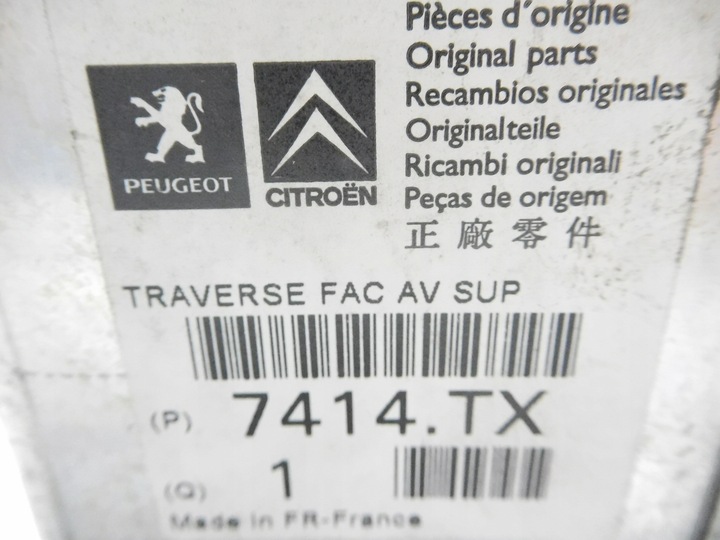 Pièces d'origine
Original parts
Recambios originales
Originalteile
Ricambi originali
Peças de origem
正廠零件
PEUGEOT
CITROËN
TRAVERSE FAC AV SUP
(P) 7414.TX
(Q) 1
Made in FR-France